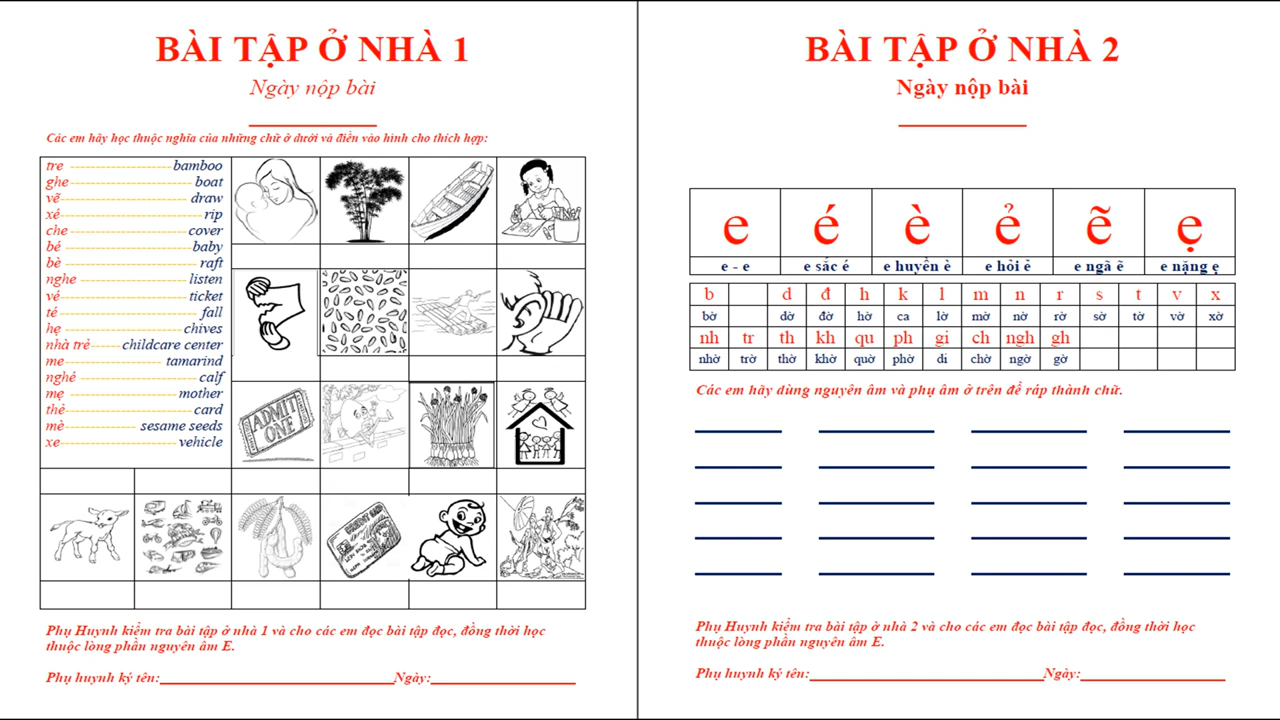 BÀI TẬP Ở NHÀ 1
Ngày nộp bài
Các em hãy học thuộc nghĩa của những chữ ở dưới và điền vào hình cho thích hợp:
tre bamboo
ghe boat
vẽ draw
xé rip
che cover
bé baby
bè raft
nghe listen
vé ticket
té fall
hẹ chives
nhà trẻ childcare center
me tamarind
nghé calf
mẹ mother
thẻ card
mè sesame seeds
xe vehicle
ADMIT
ONE
Phụ Huynh kiểm tra bài tập ở nhà 1 và cho các em đọc bài tập đọc, đồng thời học
thuộc lòng phần nguyên âm E.
Phụ huynh ký tên: Ngày:
BÀI TẬP Ở NHÀ 2
Ngày nộp bài
e é è ẻ ẽ ẹ
e - e e sắc é e huyền è e hỏi ẻ e ngã ẽ e nặng ẹ
b d đ h k l m n r s t v x
bờ dờ đờ hờ ca lờ mờ nờ rờ sờ tờ vờ xờ
nh tr th kh qu ph gi ch ngh gh
nhờ trờ thờ khờ quờ phờ di chờ ngờ gờ
Các em hãy dùng nguyên âm và phụ âm ở trên để ráp thành chữ.
Phụ Huynh kiểm tra bài tập ở nhà 2 và cho các em đọc bài tập đọc, đồng thời học
thuộc lòng phần nguyên âm E.
Phụ huynh ký tên: Ngày: